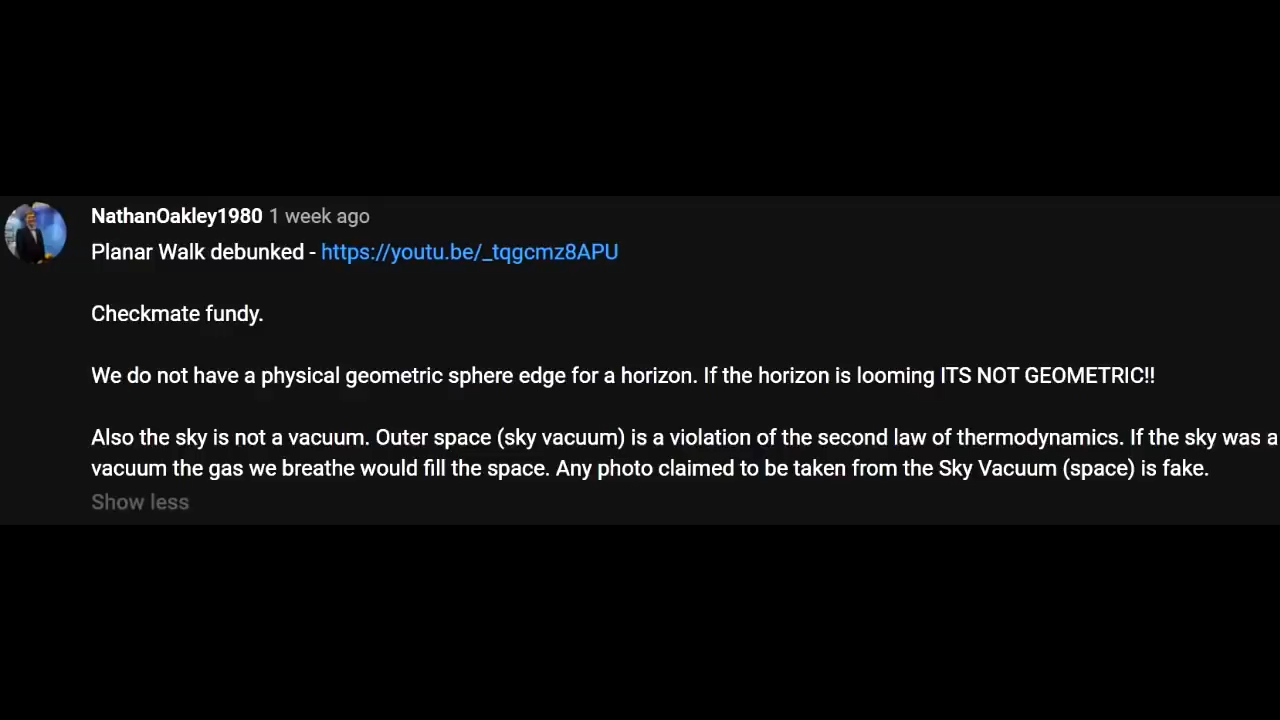 NathanOakley1980 1 week ago
Planar Walk debunked - https://youtu.be/_tqgcmz8APU
Checkmate fundy.
We do not have a physical geometric sphere edge for a horizon. If the horizon is looming ITS NOT GEOMETRIC!!
Also the sky is not a vacuum. Outer space (sky vacuum) is a violation of the second law of thermodynamics. If the sky was a
vacuum the gas we breathe would fill the space. Any photo claimed to be taken from the Sky Vacuum (space) is fake.
Show less